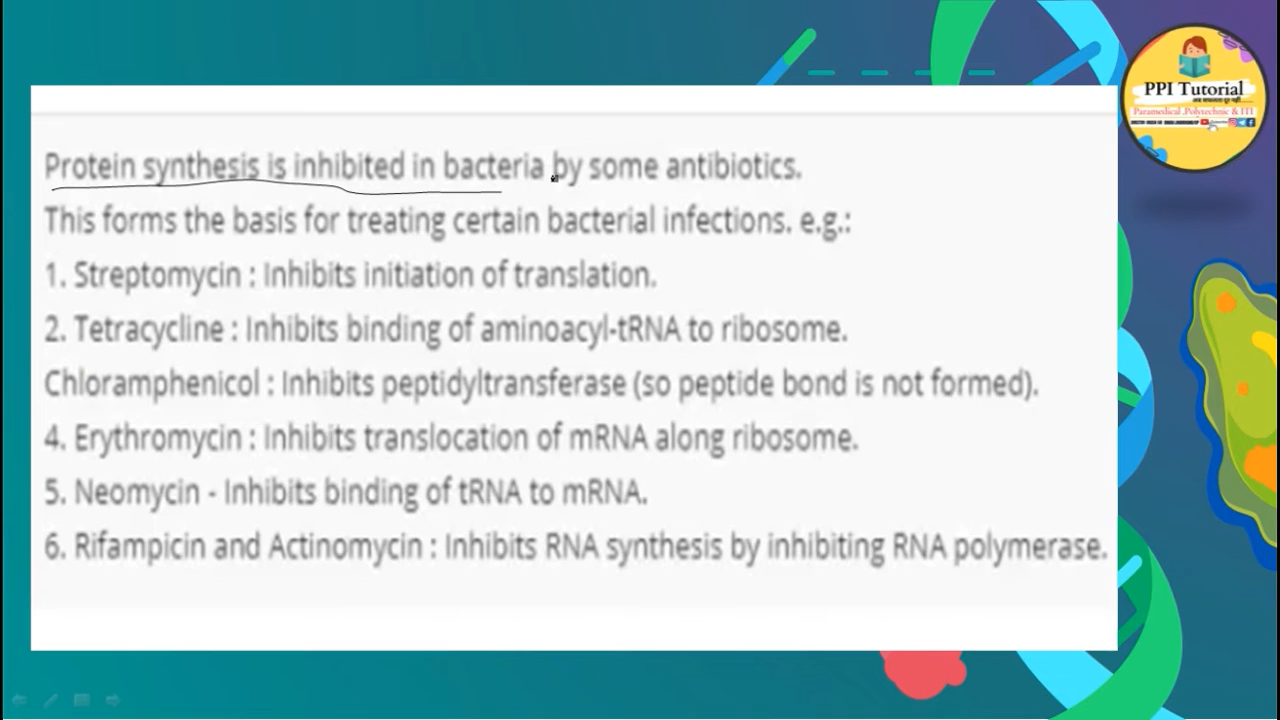 PPI Tutorial
Paramedical ,Polytechnic & ITI
Protein synthesis is inhibited in bacteria by some antibiotics.
This forms the basis for treating certain bacterial infections. e.g.:
1. Streptomycin : Inhibits initiation of translation.
2. Tetracycline : Inhibits binding of aminoacyl-tRNA to ribosome.
Chloramphenicol : Inhibits peptidyltransferase (so peptide bond is not formed).
4. Erythromycin : Inhibits translocation of mRNA along ribosome.
5. Neomycin - Inhibits binding of tRNA to mRNA.
6. Rifampicin and Actinomycin : Inhibits RNA synthesis by inhibiting RNA polymerase.